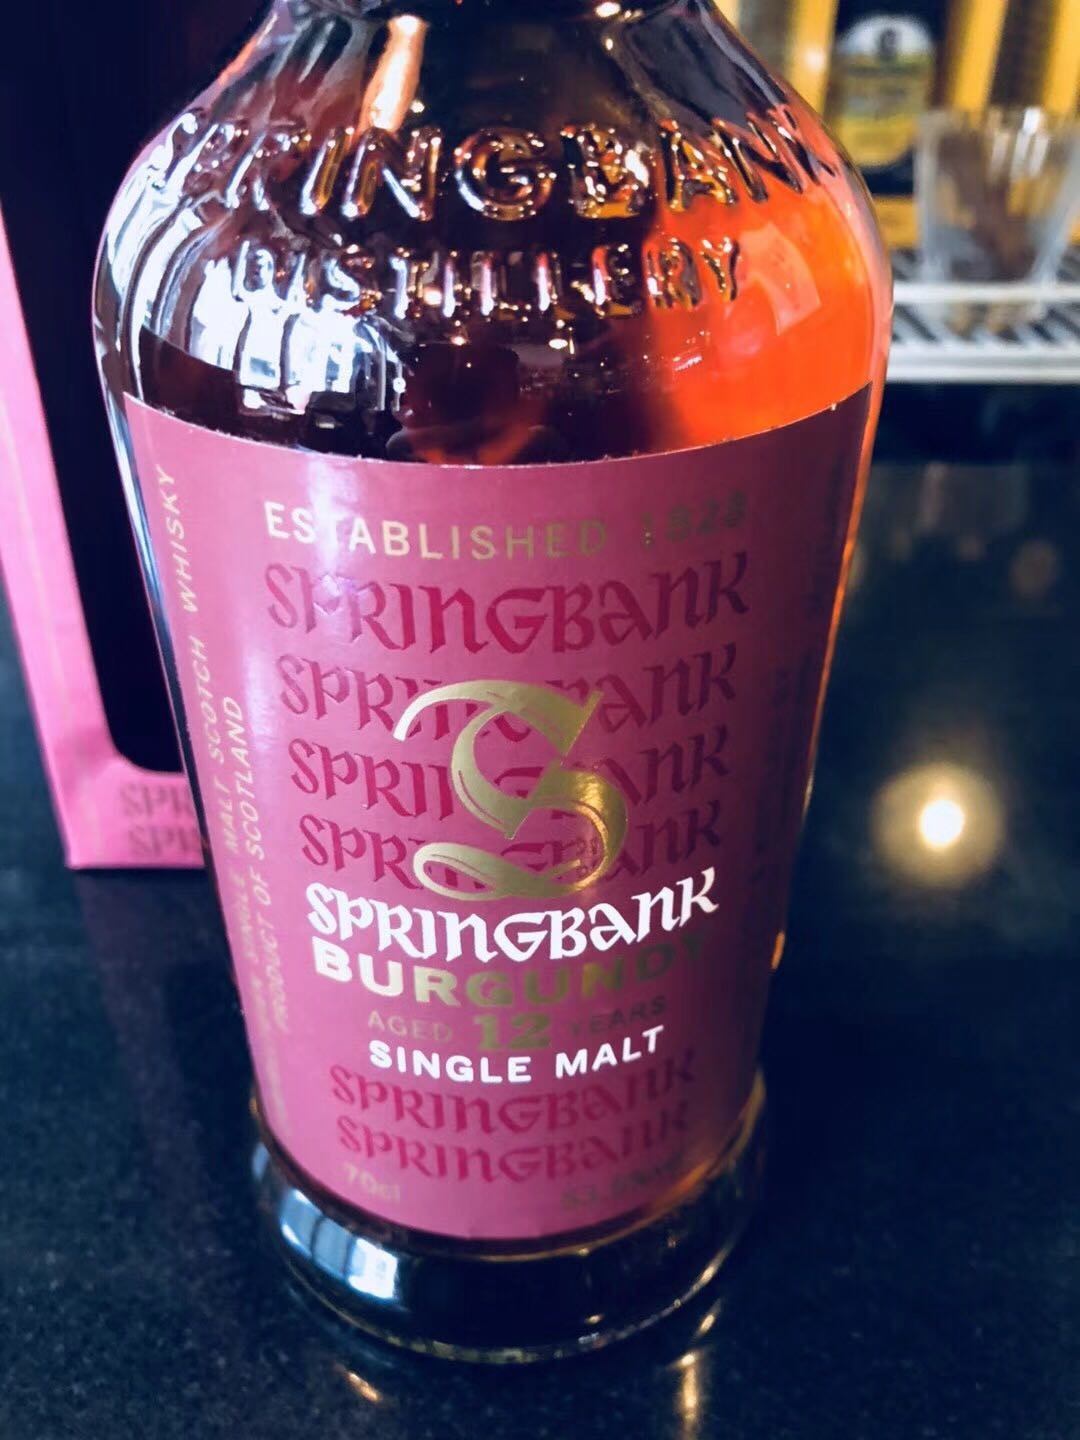 SPRINGBANK
DISTILLERY
ESTABLISHED 1828
SPRINGBANK
SPRINGBANK
SPRINGBANK
SPRINGBANK
S
SPRINGBANK
BURGUNDY
AGED 12 YEARS
SINGLE MALT
SPRINGBANK
SPRINGBANK
70cl
SINGLE MALT SCOTCH WHISKY
PRODUCT OF SCOTLAND